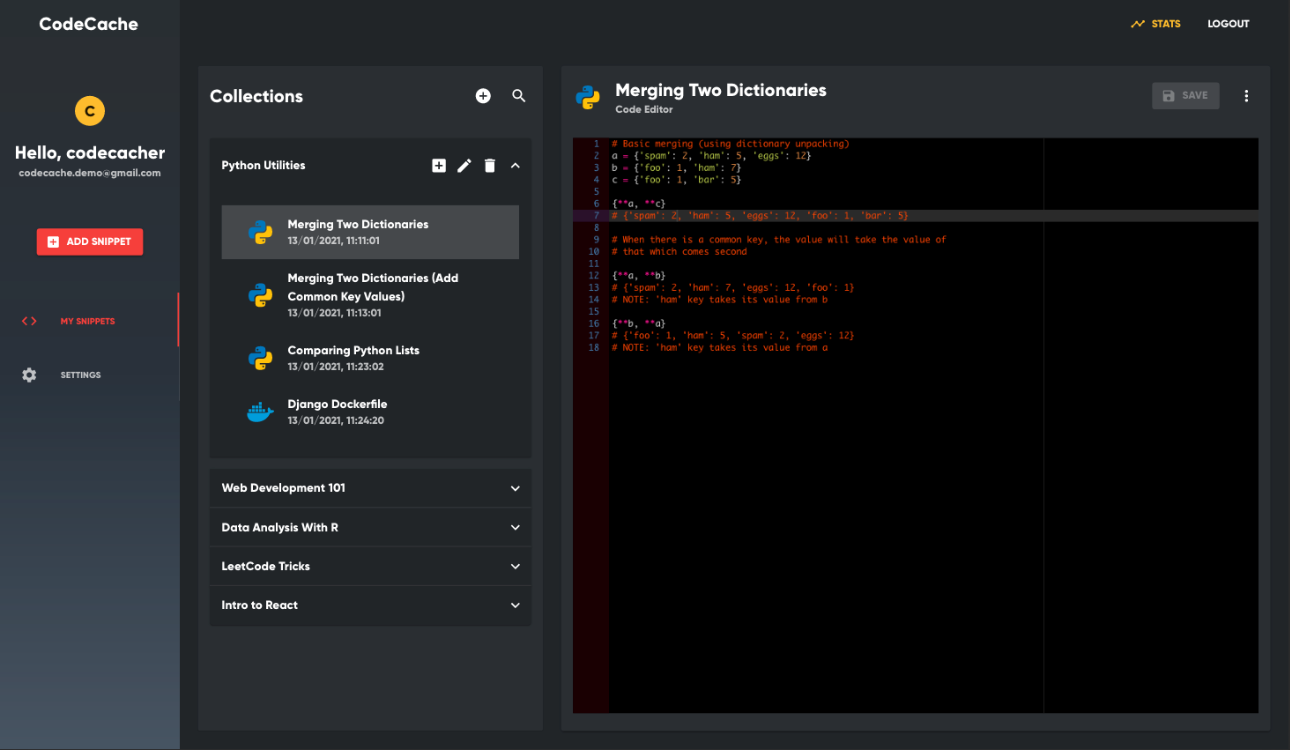 CodeCache
STATS
LOGOUT
C
Hello, codecacher
codecache.demo@gmail.com
ADD SNIPPET
MY SNIPPETS
SETTINGS
Collections
Python Utilities
Merging Two Dictionaries
13/01/2021, 11:11:01
Merging Two Dictionaries (Add
Common Key Values)
13/01/2021, 11:13:01
Comparing Python Lists
13/01/2021, 11:23:02
Django Dockerfile
13/01/2021, 11:24:20
Web Development 101
Data Analysis With R
LeetCode Tricks
Intro to React
Merging Two Dictionaries
Code Editor
SAVE
1 # Basic merging (using dictionary unpacking)
2 a = {'spam': 2, 'ham': 5, 'eggs': 12}
3 b = {'foo': 1, 'ham': 7}
4 c = {'foo': 1, 'bar': 5}
5
6 {**a, **c}
7 # {'spam': 2, 'ham': 5, 'eggs': 12, 'foo': 1, 'bar': 5}
8
9 # When there is a common key, the value will take the value of
10 # that which comes second
11
12 {**a, **b}
13 # {'spam': 2, 'ham': 7, 'eggs': 12, 'foo': 1}
14 # NOTE: 'ham' key takes its value from b
15
16 {**b, **a}
17 # {'foo': 1, 'ham': 5, 'spam': 2, 'eggs': 12}
18 # NOTE: 'ham' key takes its value from a